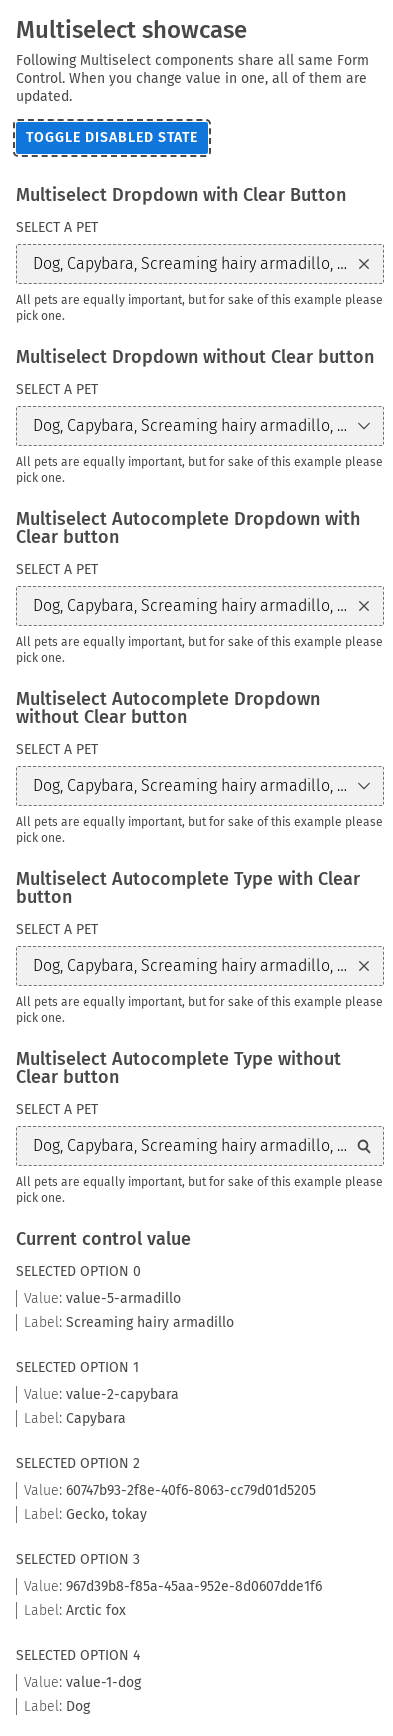 Multiselect showcase
Following Multiselect components share all same Form
Control. When you change value in one, all of them are
updated.
TOGGLE DISABLED STATE
Multiselect Dropdown with Clear Button
SELECT A PET
Dog, Capybara, Screaming hairy armadillo, ...
All pets are equally important, but for sake of this example please
pick one.
Multiselect Dropdown without Clear button
SELECT A PET
Dog, Capybara, Screaming hairy armadillo, ...
All pets are equally important, but for sake of this example please
pick one.
Multiselect Autocomplete Dropdown with
Clear button
SELECT A PET
Dog, Capybara, Screaming hairy armadillo, ...
All pets are equally important, but for sake of this example please
pick one.
Multiselect Autocomplete Dropdown
without Clear button
SELECT A PET
Dog, Capybara, Screaming hairy armadillo, ...
All pets are equally important, but for sake of this example please
pick one.
Multiselect Autocomplete Type with Clear
button
SELECT A PET
Dog, Capybara, Screaming hairy armadillo, ...
All pets are equally important, but for sake of this example please
pick one.
Multiselect Autocomplete Type without
Clear button
SELECT A PET
Dog, Capybara, Screaming hairy armadillo, ...
All pets are equally important, but for sake of this example please
pick one.
Current control value
SELECTED OPTION 0
Value: value-5-armadillo
Label: Screaming hairy armadillo
SELECTED OPTION 1
Value: value-2-capybara
Label: Capybara
SELECTED OPTION 2
Value: 60747b93-2f8e-40f6-8063-cc79d01d5205
Label: Gecko, tokay
SELECTED OPTION 3
Value: 967d39b8-f85a-45aa-952e-8d0607dde1f6
Label: Arctic fox
SELECTED OPTION 4
Value: value-1-dog
Label: Dog